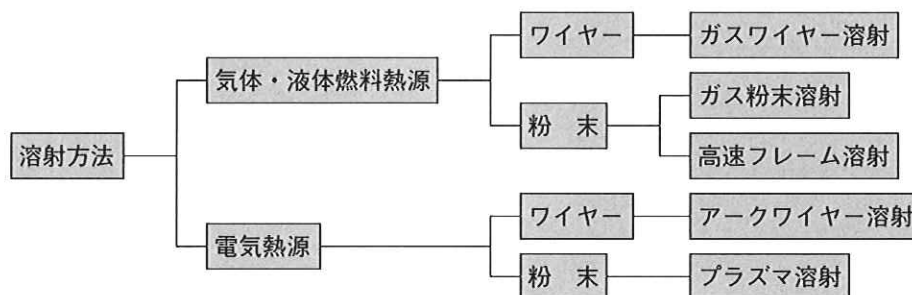 溶射方法
気体・液体燃料熱源
ワイヤー
ガスワイヤー溶射
粉　末
ガス粉末溶射
高速フレーム溶射
電気熱源
ワイヤー
アークワイヤー溶射
粉　末
プラズマ溶射